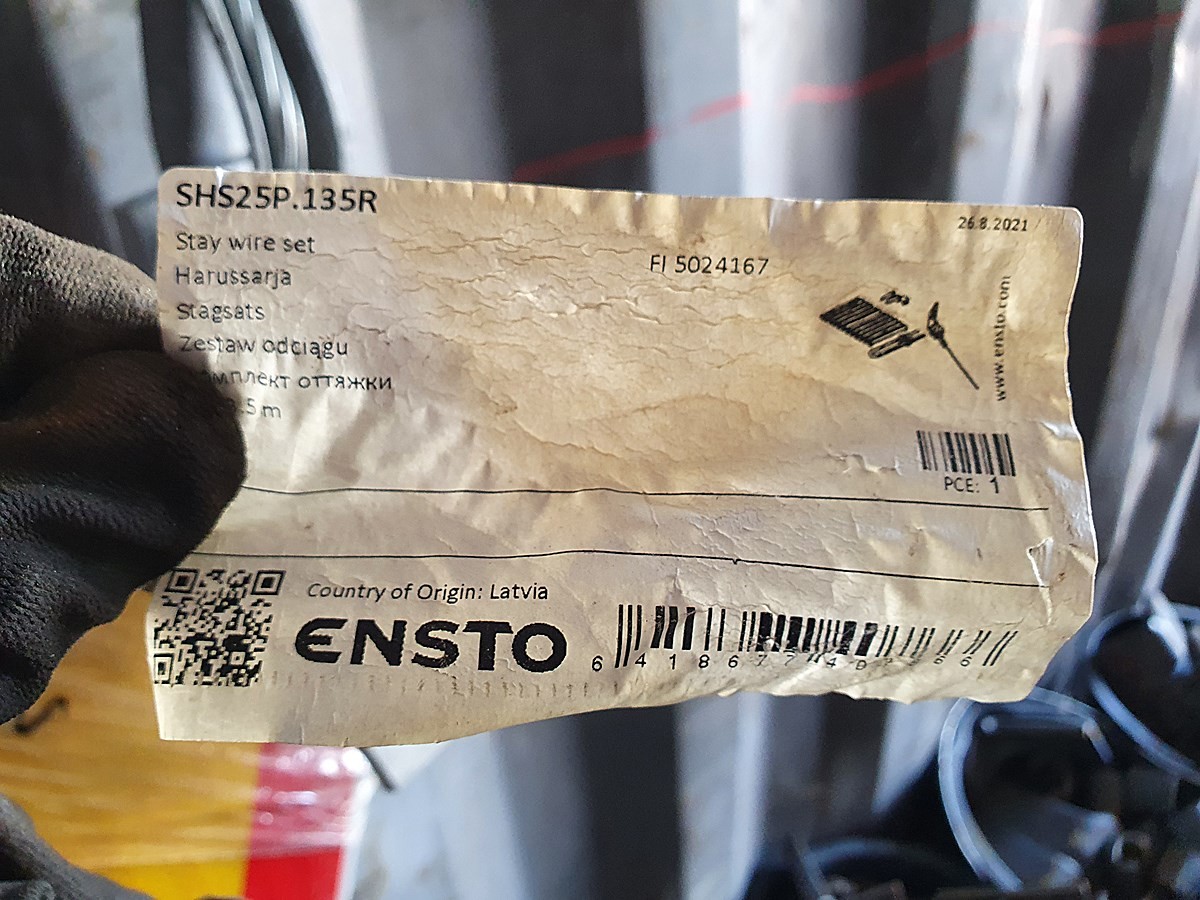 SHS25P.135R
26.8.2021
Stay wire set
FI 5024167
Harussarja
Stagsats
Zestaw odciągu
оттяжки
m
www.ensto.com
PCE: 1
Country of Origin: Latvia
ENSTO